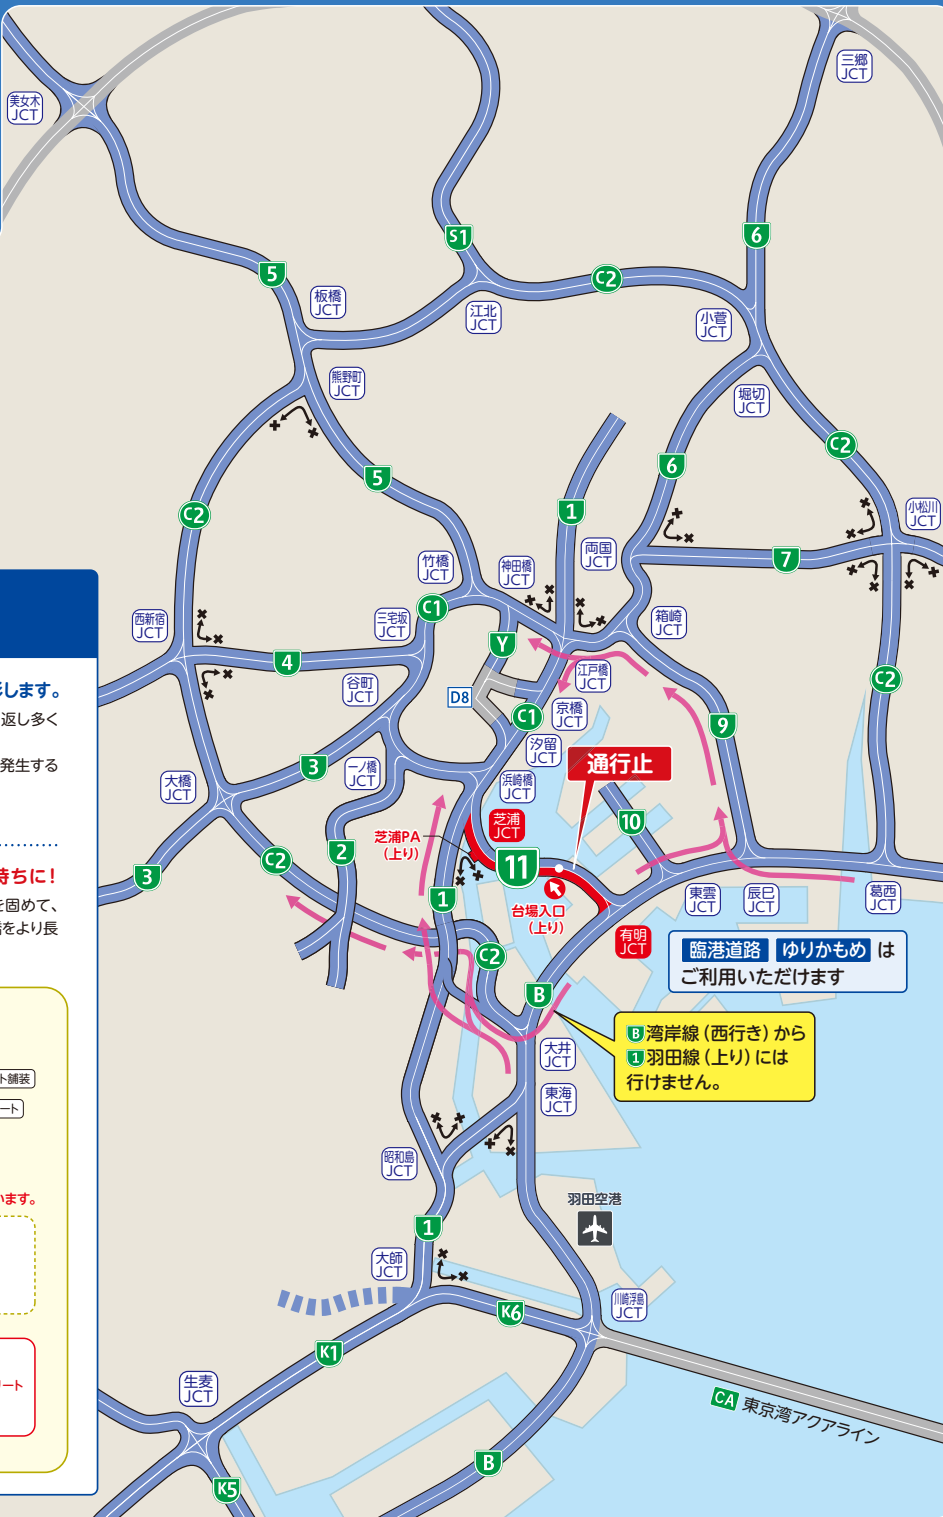 三郷
JCT
美女木
JCT
S1
6
5
C2
板橋
JCT
江北
JCT
小菅
JCT
熊野町
JCT
堀切
JCT
C2
6
5
C2
1
小松川
JCT
両国
JCT
竹橋
JCT
神田橋
JCT
7
西新宿
JCT
三宅坂
JCT
C1
箱崎
JCT
Y
4
江戸橋
JCT
C2
谷町
JCT
D8
C1
京橋
JCT
9
汐留
JCT
3
一ノ橋
JCT
通行止
大橋
JCT
浜崎橋
JCT
芝浦
JCT
10
芝浦PA
(上り)
2
C2
11
3
1
台場入口
(上り)
東雲
JCT
辰巳
JCT
葛西
JCT
有明
JCT
C2
臨港道路 ゆりかもめ は
ご利用いただけます
B
B湾岸線(西行き)から
1羽田線(上り)には
行けません。
大井
JCT
東海
JCT
昭和島
JCT
羽田空港
1
大師
JCT
川崎浮島
JCT
K6
K1
生麦
JCT
CA 東京湾アクアライン
B
K5
します。
返し多く
発生する
待ちに!
を固めて、
をより長
ト舗装
ート
います。
リート